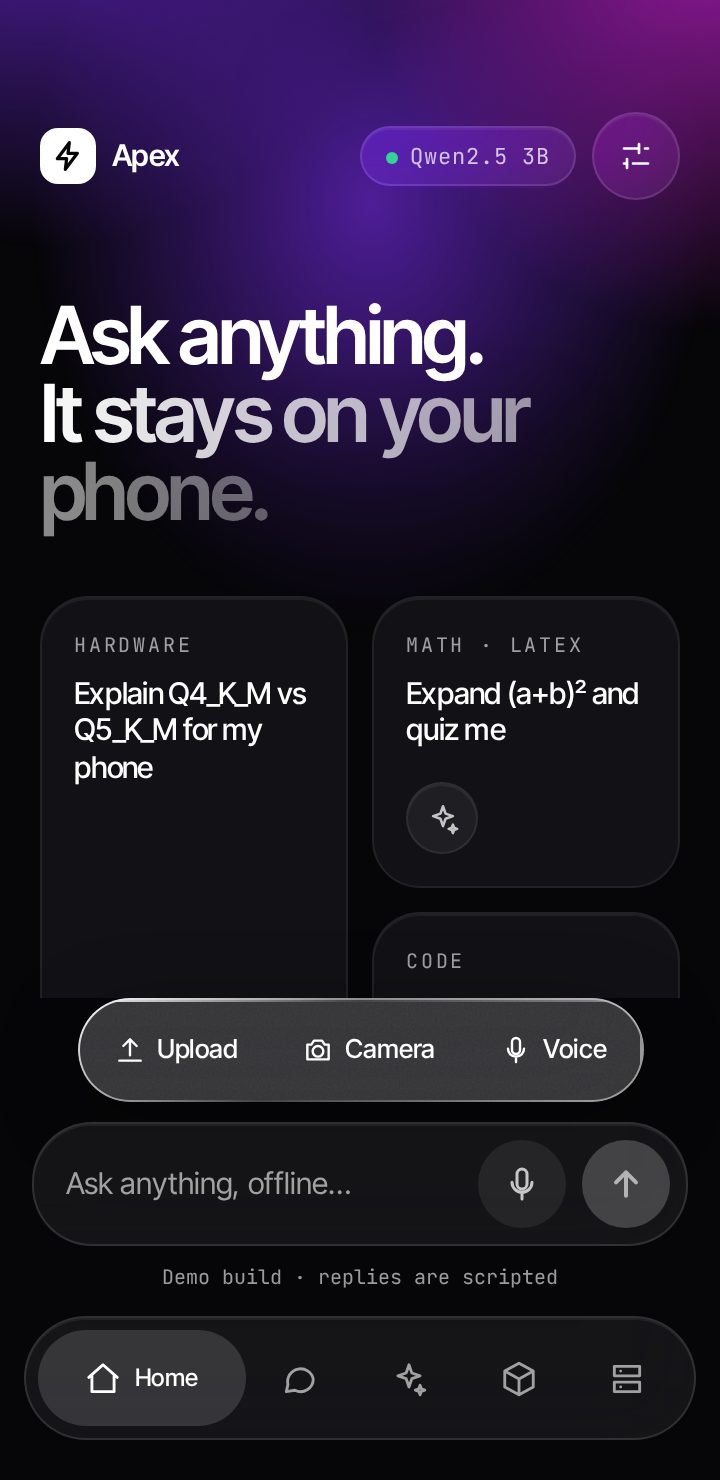 Apex
Qwen2.5 3B
Ask anything.
It stays on your
phone.
HARDWARE
Explain Q4_K_M vs
Q5_K_M for my
phone
MATH · LATEX
Expand (a+b)² and
quiz me
CODE
Upload
Camera
Voice
Ask anything, offline...
Demo build · replies are scripted
Home